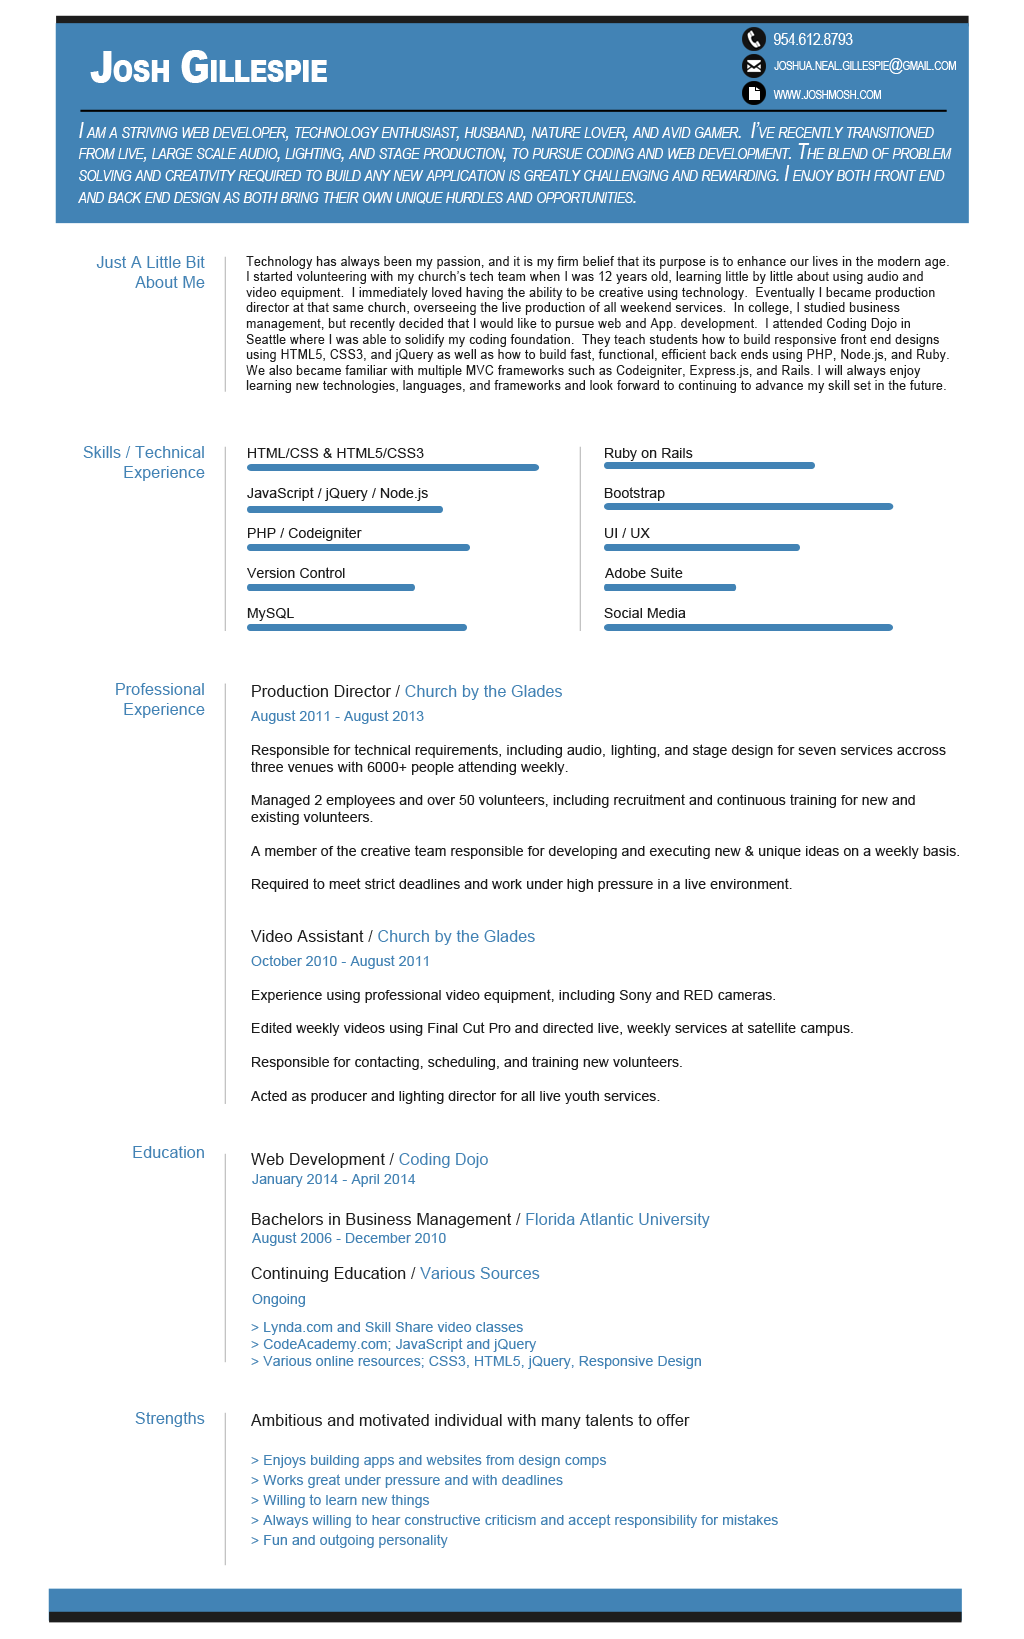 Josh Gillespie
954.612.8793
joshua.neal.gillespie@gmail.com
www.joshmosh.com
I am a striving web developer, technology enthusiast, husband, nature lover, and avid gamer.  I've recently transitioned
from live, large scale audio, lighting, and stage production, to pursue coding and web development.  The blend of problem
solving and creativity required to build any new application is greatly challenging and rewarding. I enjoy both front end
and back end design as both bring their own unique hurdles and opportunities.
Just A Little Bit
About Me
Technology has always been my passion, and it is my firm belief that its purpose is to enhance our lives in the modern age.
I started volunteering with my church's tech team when I was 12 years old, learning little by little about using audio and
video equipment.  I immediately loved having the ability to be creative using technology.  Eventually I became production
director at that same church, overseeing the live production of all weekend services.  In college, I studied business
management, but recently decided that I would like to pursue web and App. development.  I attended Coding Dojo in
Seattle where I was able to solidify my coding foundation.  They teach students how to build responsive front end designs
using HTML5, CSS3, and jQuery as well as how to build fast, functional, efficient back ends using PHP, Node.js, and Ruby.
We also became familiar with multiple MVC frameworks such as Codeigniter, Express.js, and Rails. I will always enjoy
learning new technologies, languages, and frameworks and look forward to continuing to advance my skill set in the future.
Skills / Technical
Experience
HTML/CSS & HTML5/CSS3
JavaScript / jQuery / Node.js
PHP / Codeigniter
Version Control
MySQL
Ruby on Rails
Bootstrap
UI / UX
Adobe Suite
Social Media
Professional
Experience
Production Director / Church by the Glades
August 2011 - August 2013
Responsible for technical requirements, including audio, lighting, and stage design for seven services accross
three venues with 6000+ people attending weekly.
Managed 2 employees and over 50 volunteers, including recruitment and continuous training for new and
existing volunteers.
A member of the creative team responsible for developing and executing new & unique ideas on a weekly basis.
Required to meet strict deadlines and work under high pressure in a live environment.
Video Assistant / Church by the Glades
October 2010 - August 2011
Experience using professional video equipment, including Sony and RED cameras.
Edited weekly videos using Final Cut Pro and directed live, weekly services at satellite campus.
Responsible for contacting, scheduling, and training new volunteers.
Acted as producer and lighting director for all live youth services.
Education
Web Development / Coding Dojo
January 2014 - April 2014
Bachelors in Business Management / Florida Atlantic University
August 2006 - December 2010
Continuing Education / Various Sources
Ongoing
> Lynda.com and Skill Share video classes
> CodeAcademy.com; JavaScript and jQuery
> Various online resources; CSS3, HTML5, jQuery, Responsive Design
Strengths
Ambitious and motivated individual with many talents to offer
> Enjoys building apps and websites from design comps
> Works great under pressure and with deadlines
> Willing to learn new things
> Always willing to hear constructive criticism and accept responsibility for mistakes
> Fun and outgoing personality